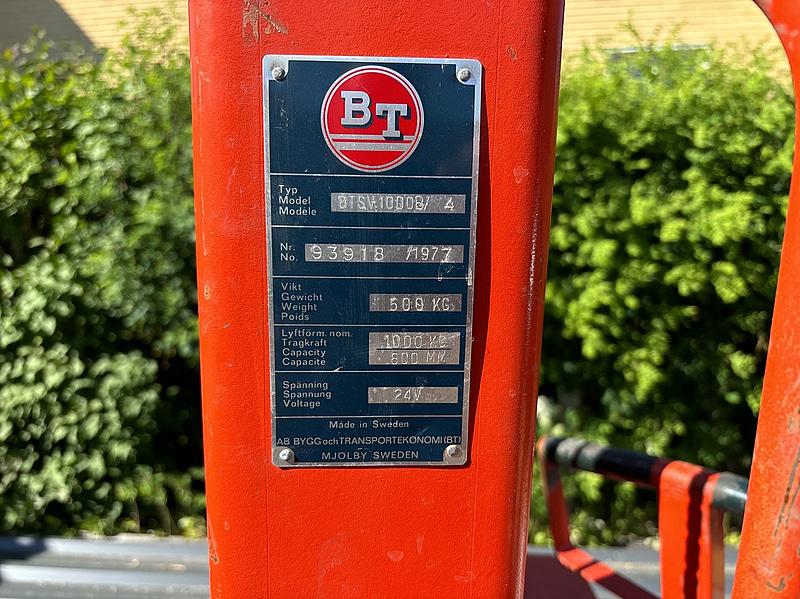 BT
Typ
Model
Modèle
BTSV1000B/ 4
Nr.
No.
93918 /1977
Vikt
Gewicht
Weight
Poids
500 KG
Lyftförm. nom.
Tragkraft
Capacity
Capacite
1000 KG
600 MM
Spänning
Spannung
Voltage
24V
Made in Sweden
AB BYGG och TRANSPORTEKONOMI (BT)
MJOLBY SWEDEN